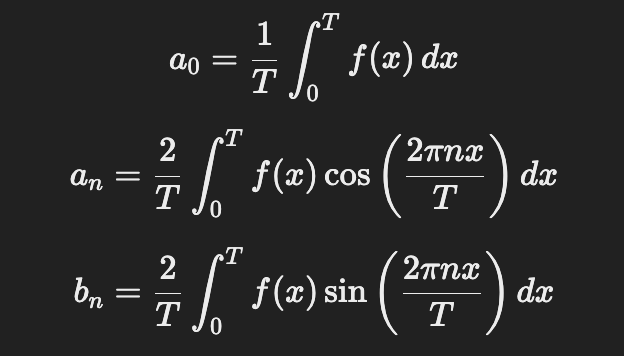 a₀ = 1/T ∫₀ᵀ f(x) dx
aₙ = 2/T ∫₀ᵀ f(x) cos(2πnx/T) dx
bₙ = 2/T ∫₀ᵀ f(x) sin(2πnx/T) dx